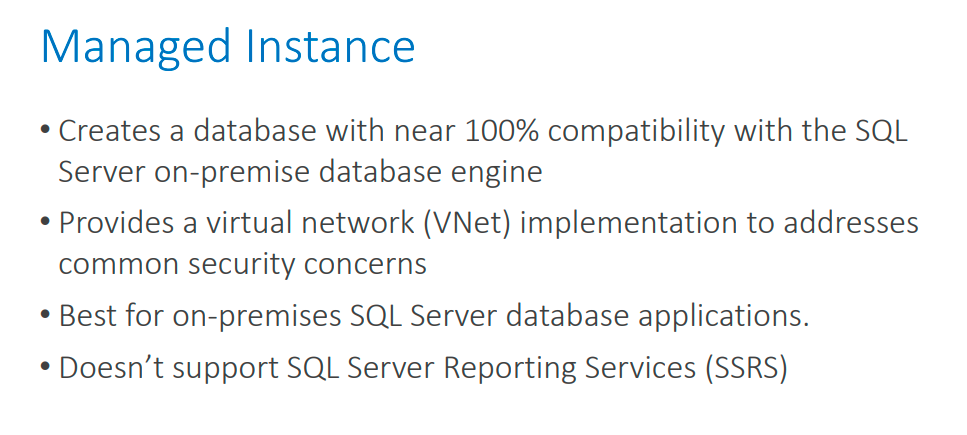 Managed Instance
• Creates a database with near 100% compatibility with the SQL
Server on-premise database engine
• Provides a virtual network (VNet) implementation to addresses
common security concerns
• Best for on-premises SQL Server database applications.
• Doesn’t support SQL Server Reporting Services (SSRS)